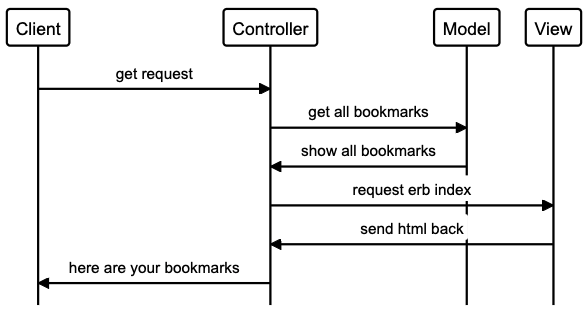 Client
Controller
Model
View
get request
get all bookmarks
show all bookmarks
request erb index
send html back
here are your bookmarks